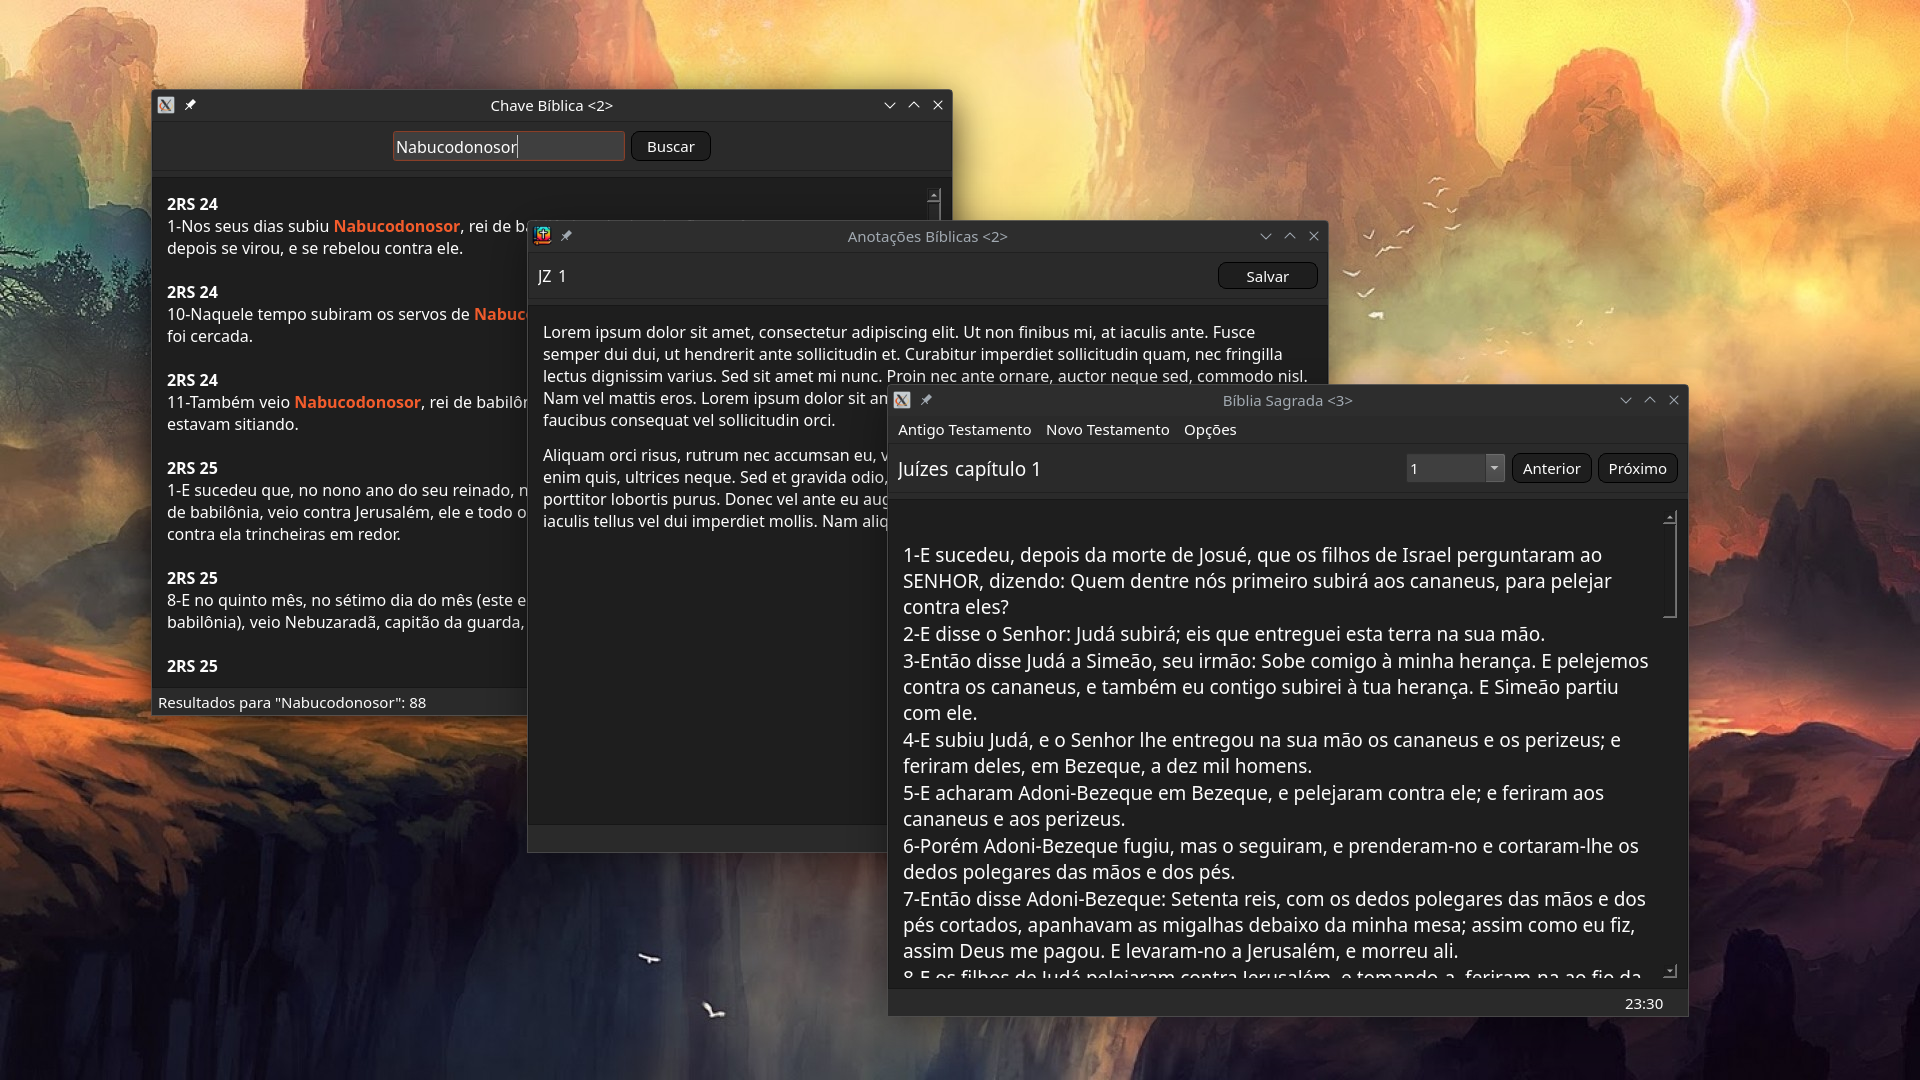 Chave Bíblica <2>
Nabucodonosor
Buscar
2RS 24
1-Nos seus dias subiu Nabucodonosor, rei de
depois se virou, e se rebelou contra ele.
2RS 24
10-Naquele tempo subiram os servos de
foi cercada.
2RS 24
11-Também veio Nabucodonosor, rei de
estavam sitiando.
2RS 25
1-E sucedeu que, no nono ano do seu reinado,
de babilônia, veio contra Jerusalém, ele e todo o
contra ela trincheiras em redor.
2RS 25
8-E no quinto mês, no sétimo dia do mês (este
babilônia), veio Nebuzaradã, capitão da guarda,
2RS 25
Resultados para "Nabucodonosor": 88
Anotações Bíblicas <2>
JZ 1
Salvar
Lorem ipsum dolor sit amet, consectetur adipiscing elit. Ut non finibus mi, at iaculis ante. Fusce
semper dui dui, ut hendrerit ante sollicitudin et. Curabitur imperdiet sollicitudin quam, nec fringilla
lectus dignissim varius. Sed sit amet mi nunc. Proin nec ante ornare, auctor neque sed, commodo nisl.
Nam vel mattis eros. Lorem ipsum dolor sit
faucibus consequat vel sollicitudin orci.
Aliquam orci risus, rutrum nec accumsan eu,
enim quis, ultrices neque. Sed et gravida odio,
porttitor lobortis purus. Donec vel ante eu
iaculis tellus vel dui imperdiet mollis. Nam
Bíblia Sagrada <3>
Antigo Testamento Novo Testamento Opções
Juízes capítulo 1
1
Anterior
Próximo
1-E sucedeu, depois da morte de Josué, que os filhos de Israel perguntaram ao
SENHOR, dizendo: Quem dentre nós primeiro subirá aos cananeus, para pelejar
contra eles?
2-E disse o Senhor: Judá subirá; eis que entreguei esta terra na sua mão.
3-Então disse Judá a Simeão, seu irmão: Sobe comigo à minha herança. E pelejemos
contra os cananeus, e também eu contigo subirei à tua herança. E Simeão partiu
com ele.
4-E subiu Judá, e o Senhor lhe entregou na sua mão os cananeus e os perizeus; e
feriram deles, em Bezeque, a dez mil homens.
5-E acharam Adoni-Bezeque em Bezeque, e pelejaram contra ele; e feriram aos
cananeus e aos perizeus.
6-Porém Adoni-Bezeque fugiu, mas o seguiram, e prenderam-no e cortaram-lhe os
dedos polegares das mãos e dos pés.
7-Então disse Adoni-Bezeque: Setenta reis, com os dedos polegares das mãos e dos
pés cortados, apanhavam as migalhas debaixo da minha mesa; assim como eu fiz,
assim Deus me pagou. E levaram-no a Jerusalém, e morreu ali.
8-E os filhos de Judá pelejaram contra Jerusalém, e tomando-a, feriram-na ao fio da
23:30